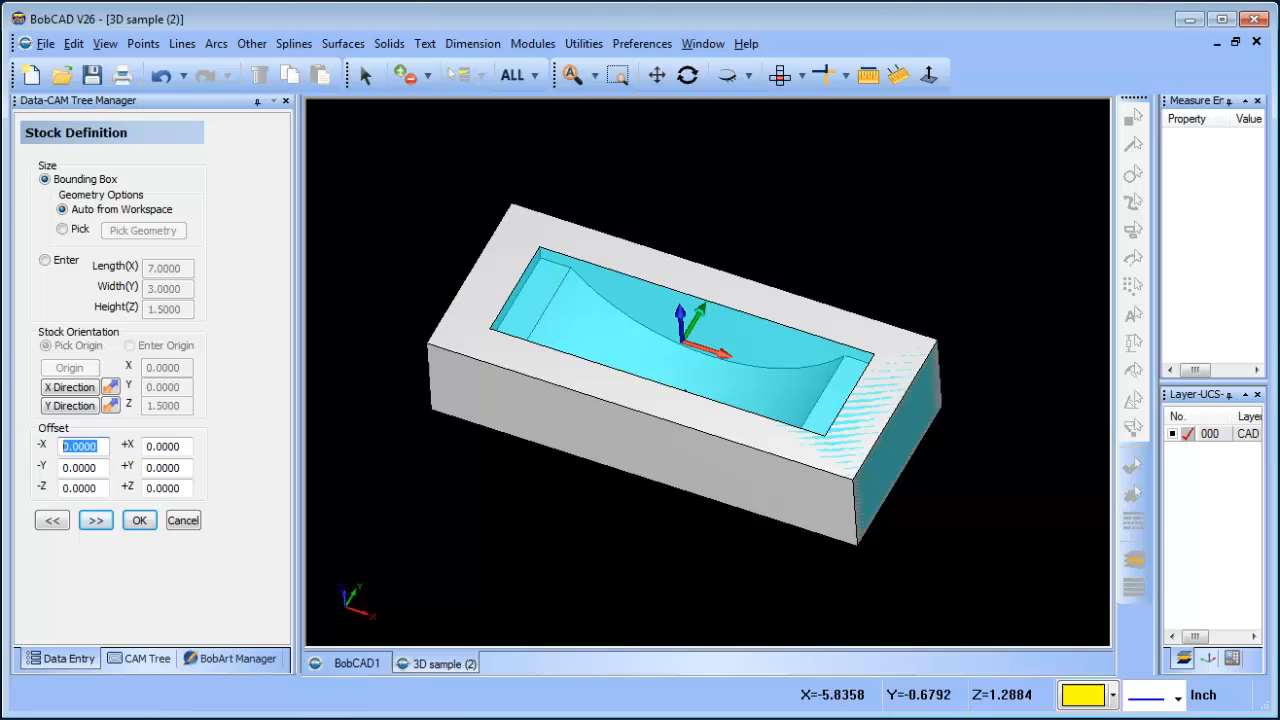 BobCAD V26 - [3D sample (2)]
File Edit View Points Lines Arcs Other Splines Surfaces Solids Text Dimension Modules Utilities Preferences Window Help
ALL
Data-CAM Tree Manager
Stock Definition
Size
Bounding Box
Geometry Options
Auto from Workspace
Pick Pick Geometry
Enter
Length(X) 7.0000
Width(Y) 3.0000
Height(Z) 1.5000
Stock Orientation
Pick Origin Enter Origin
Origin X 0.0000
X Direction Y 0.0000
Y Direction Z 1.5000
Offset
-X 0.0000 +X 0.0000
-Y 0.0000 +Y 0.0000
-Z 0.0000 +Z 0.0000
<< >> OK Cancel
Data Entry CAM Tree BobArt Manager
Z Y X
BobCAD1 3D sample (2)
Measure Er
Property Value
Layer-UCS-
No. Layer
000 CAD
X=-5.8358 Y=-0.6792 Z=1.2884 Inch